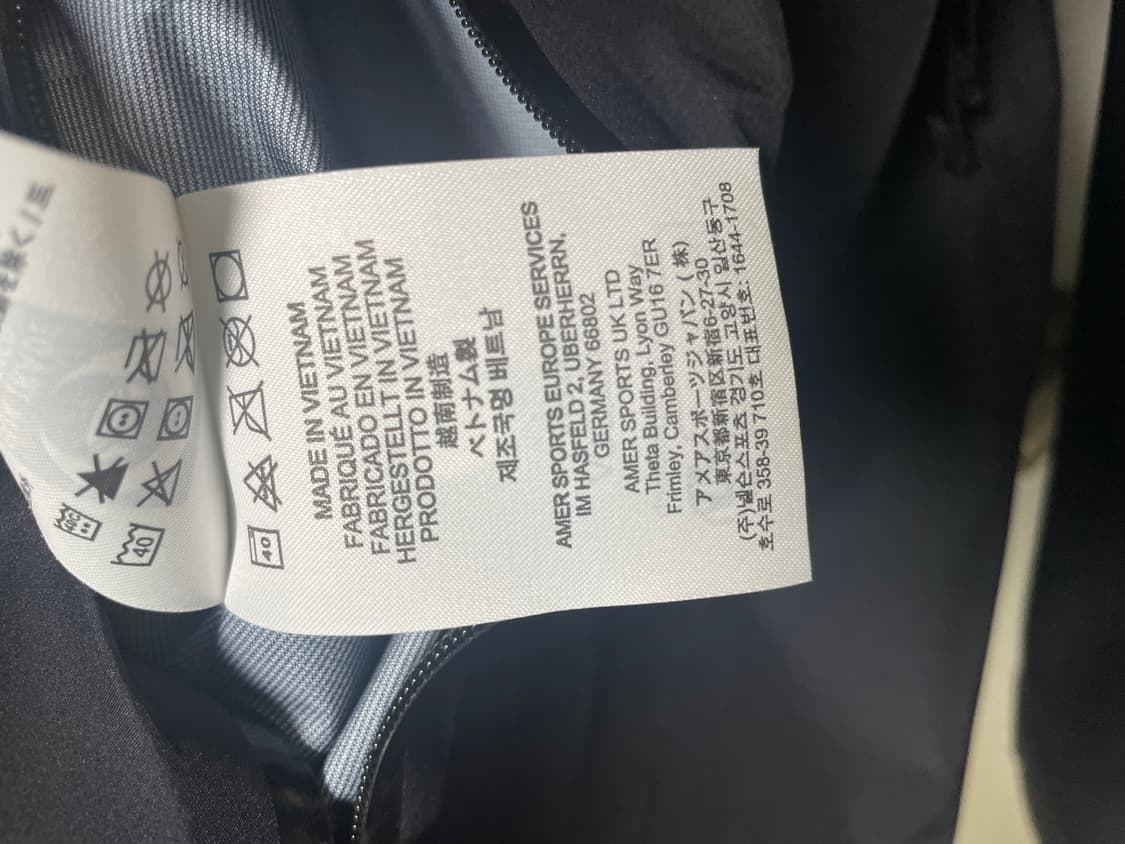 40
40C
40
MADE IN VIETNAM
FABRIQUÉ AU VIETNAM
FABRICADO EN VIETNAM
HERGESTELLT IN VIETNAM
PRODOTTO IN VIETNAM
越南制造
ベトナム製
제조국명 베트남
AMER SPORTS EUROPE SERVICES
IM HASFELD 2, UBERHERRN,
GERMANY 66802
AMER SPORTS UK LTD
Theta Building, Lyon Way
Frimley, Camberley GU16 7ER
アメアスポーツジャパン (株)
東京都新宿区新宿6-27-30
(주)넬슨스포츠 경기도 고양시 일산동구
호수로 358-39 710호 대표번호: 1644-1708